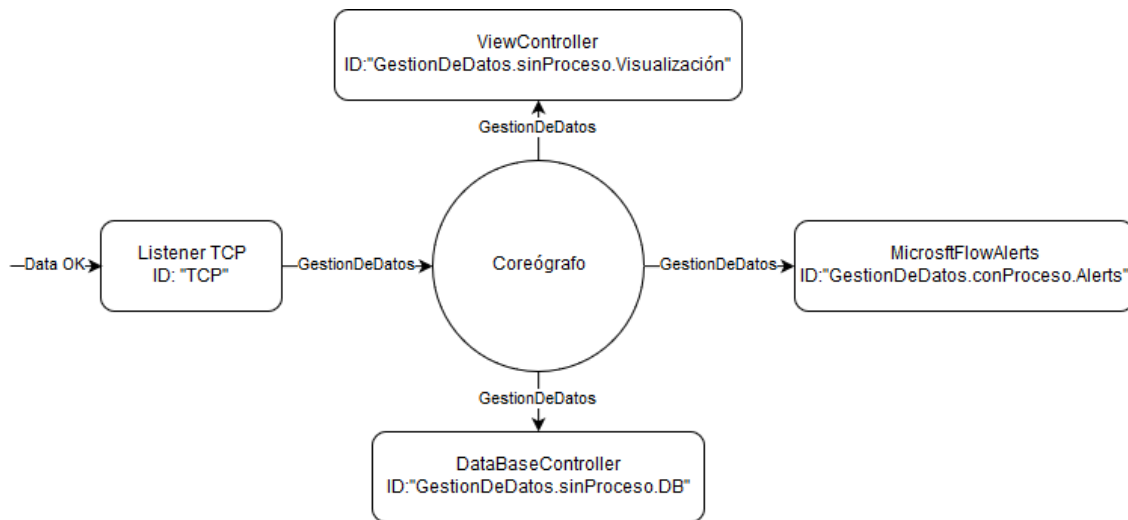 ViewController
ID:"GestionDeDatos.sinProceso.Visualización"
GestionDeDatos
Data OK
Listener TCP
ID: "TCP"
GestionDeDatos
Coreógrafo
GestionDeDatos
MicrosftFlowAlerts
ID:"GestionDeDatos.conProceso.Alerts"
GestionDeDatos
DataBaseController
ID:"GestionDeDatos.sinProceso.DB"